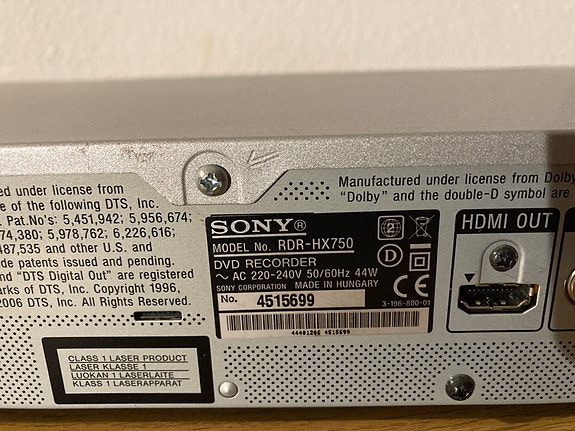 ed under license from
e of the following DTS, Inc.
Pat.No's: 5,451,942; 5,956,674;
74,380; 5,978,762; 6,226,616;
487,535 and other U.S. and
de patents issued and pending.
and "DTS Digital Out" are registered
rks of DTS, Inc. Copyright 1996,
2006 DTS, Inc. All Rights Reserved.
Manufactured under license from Dolby
"Dolby" and the double-D symbol are
SONY®
MODEL No. RDR-HX750
DVD RECORDER
~ AC 220-240V 50/60Hz 44W
SONY CORPORATION MADE IN HUNGARY
No. 4515699
2
D
CE
3-196-800-01
HDMI OUT
CLASS 1 LASER PRODUCT
LASER KLASSE 1
LUOKAN 1 LASERLAITE
KLASS 1 LASERAPPARAT